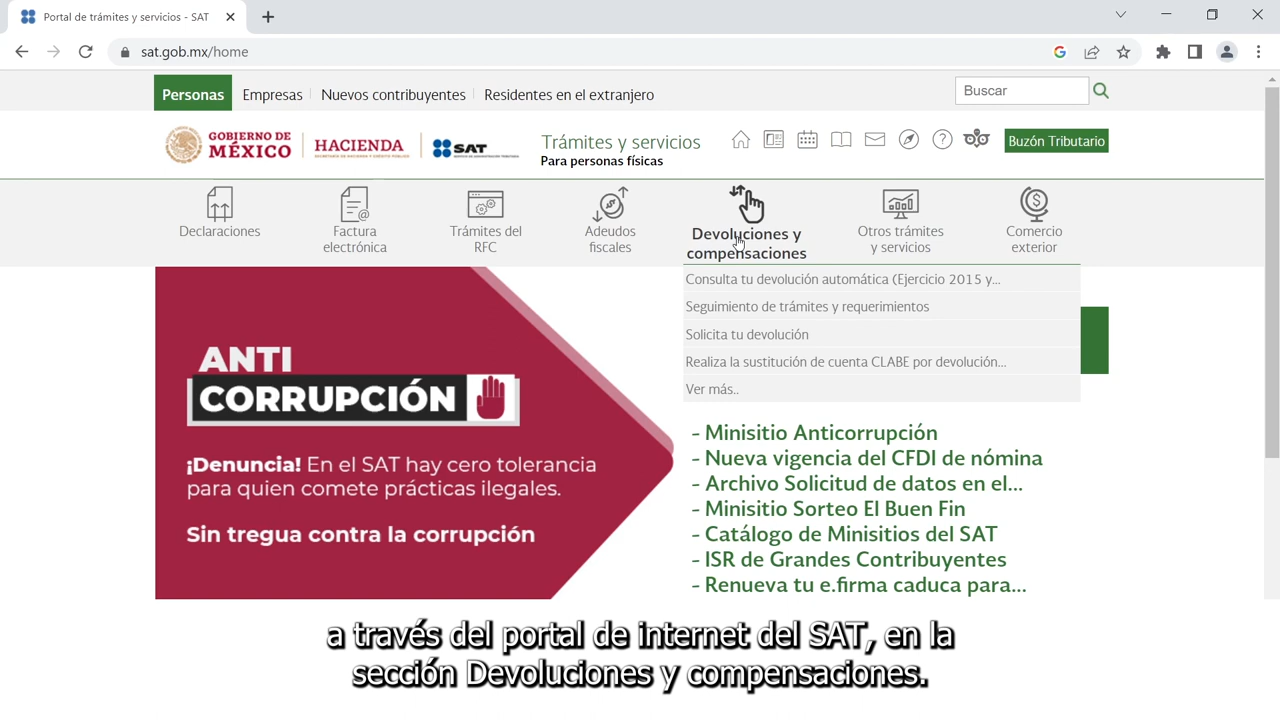 Portal de trámites y servicios - SAT
sat.gob.mx/home
Personas Empresas Nuevos contribuyentes Residentes en el extranjero
Buscar
GOBIERNO DE
MÉXICO
HACIENDA
SAT
Trámites y servicios
Para personas físicas
Buzón Tributario
Declaraciones
Factura
electrónica
Trámites del
RFC
Adeudos
fiscales
Devoluciones y
compensaciones
Otros trámites
y servicios
Comercio
exterior
Consulta tu devolución automática (Ejercicio 2015 y...
Seguimiento de trámites y requerimientos
Solicita tu devolución
Realiza la sustitución de cuenta CLABE por devolución...
Ver más..
ANTI
CORRUPCIÓN
¡Denuncia! En el SAT hay cero tolerancia
para quien comete prácticas ilegales.
Sin tregua contra la corrupción
- Minisitio Anticorrupción
- Nueva vigencia del CFDI de nómina
- Archivo Solicitud de datos en el...
- Minisitio Sorteo El Buen Fin
- Catálogo de Minisitios del SAT
- ISR de Grandes Contribuyentes
- Renueva tu e.firma caduca para...
a través del portal de internet del SAT, en la
sección Devoluciones y compensaciones.